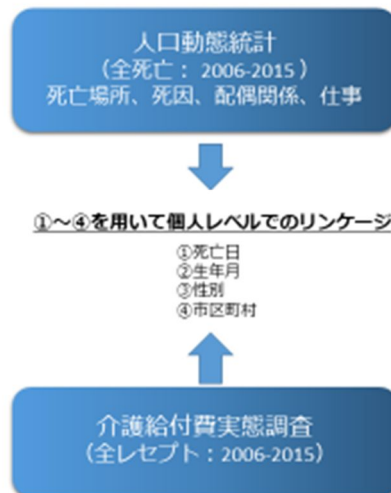 人口動態統計
（全死亡： 2006-2015 ）
死亡場所、死因、配偶関係、仕事
①～④を用いて個人レベルでのリンケージ
①死亡日
②生年月
③性別
④市区町村
介護給付費実態調査
（全レセプト：2006-2015）